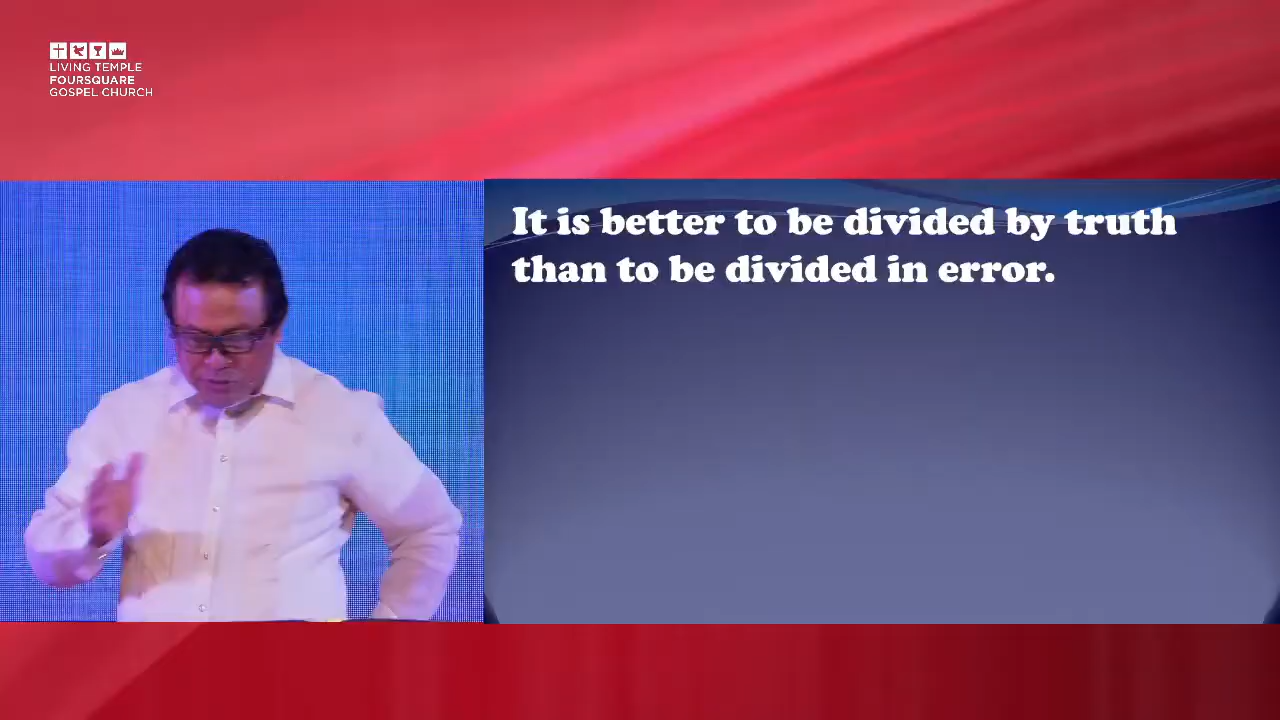 LIVING TEMPLE
FOURSQUARE
GOSPEL CHURCH
It is better to be divided by truth
than to be divided in error.